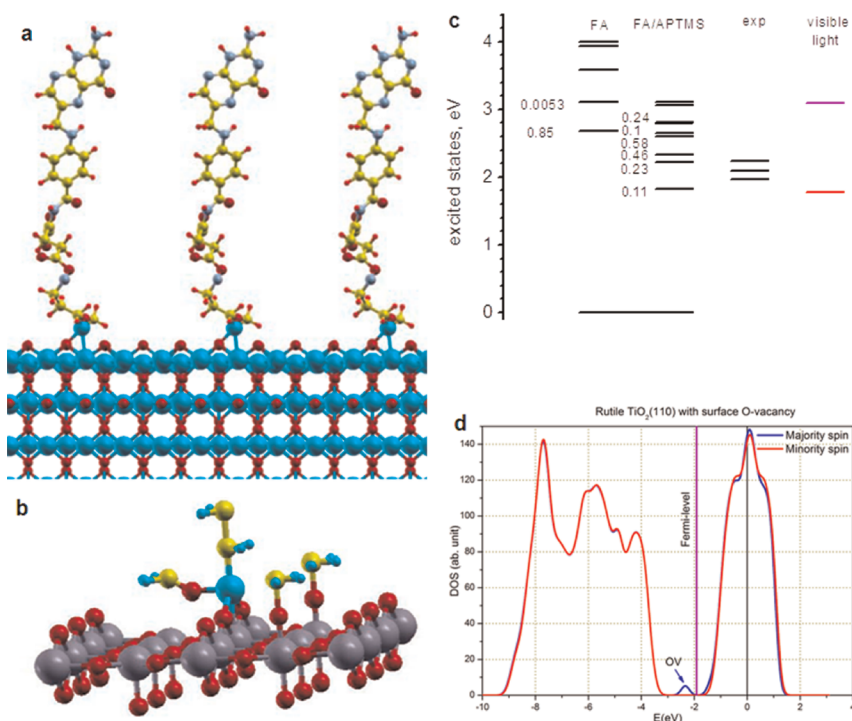 a
b
c
FA FA/APTMS exp visible
light
excited states, eV
4
3
2
1
0
0.0053
0.85
0.24
0.1
0.58
0.46
0.23
0.11
d
Rutile TiO2(110) with surface O-vacancy
Majority spin
Minority spin
DOS (ab. unit)
140
120
100
80
60
40
20
0
Fermi-level
OV
-10 -8 -6 -4 -2 0 2 4
E(eV)